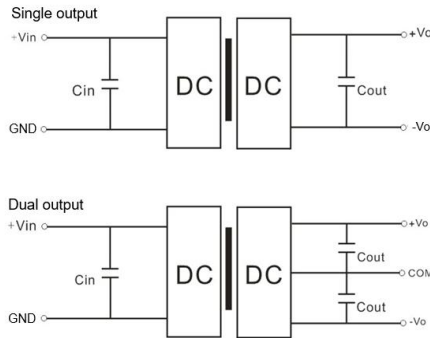 Single output
+Vin
+Vo
Cin
DC
DC
Cout
GND
-Vo
Dual output
+Vin
+Vo
Cout
Cin
DC
DC
COM
Cout
GND
-Vo